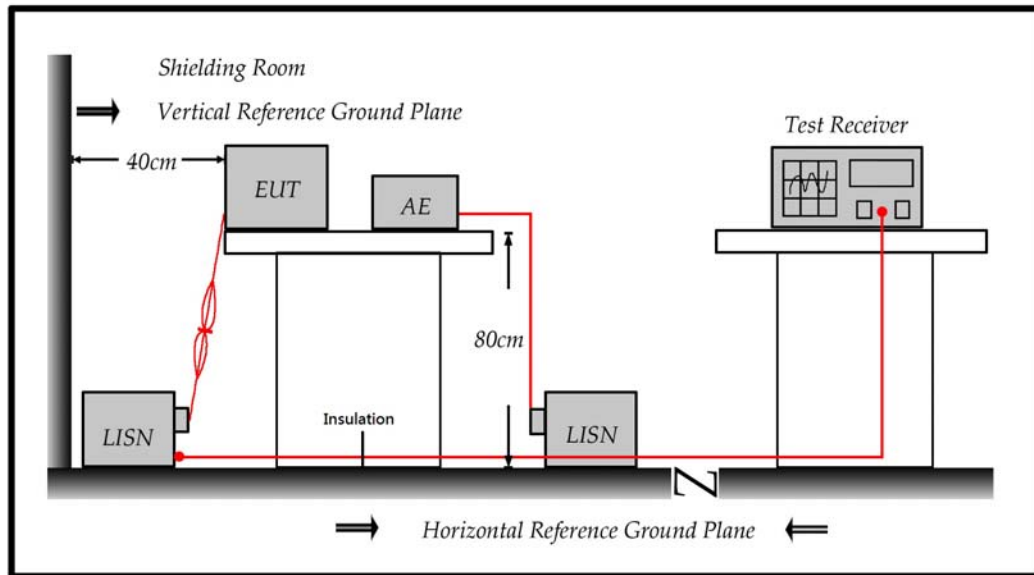 Shielding Room
Vertical Reference Ground Plane
Test Receiver
40cm
EUT
AE
80cm
Insulation
LISN
LISN
Horizontal Reference Ground Plane